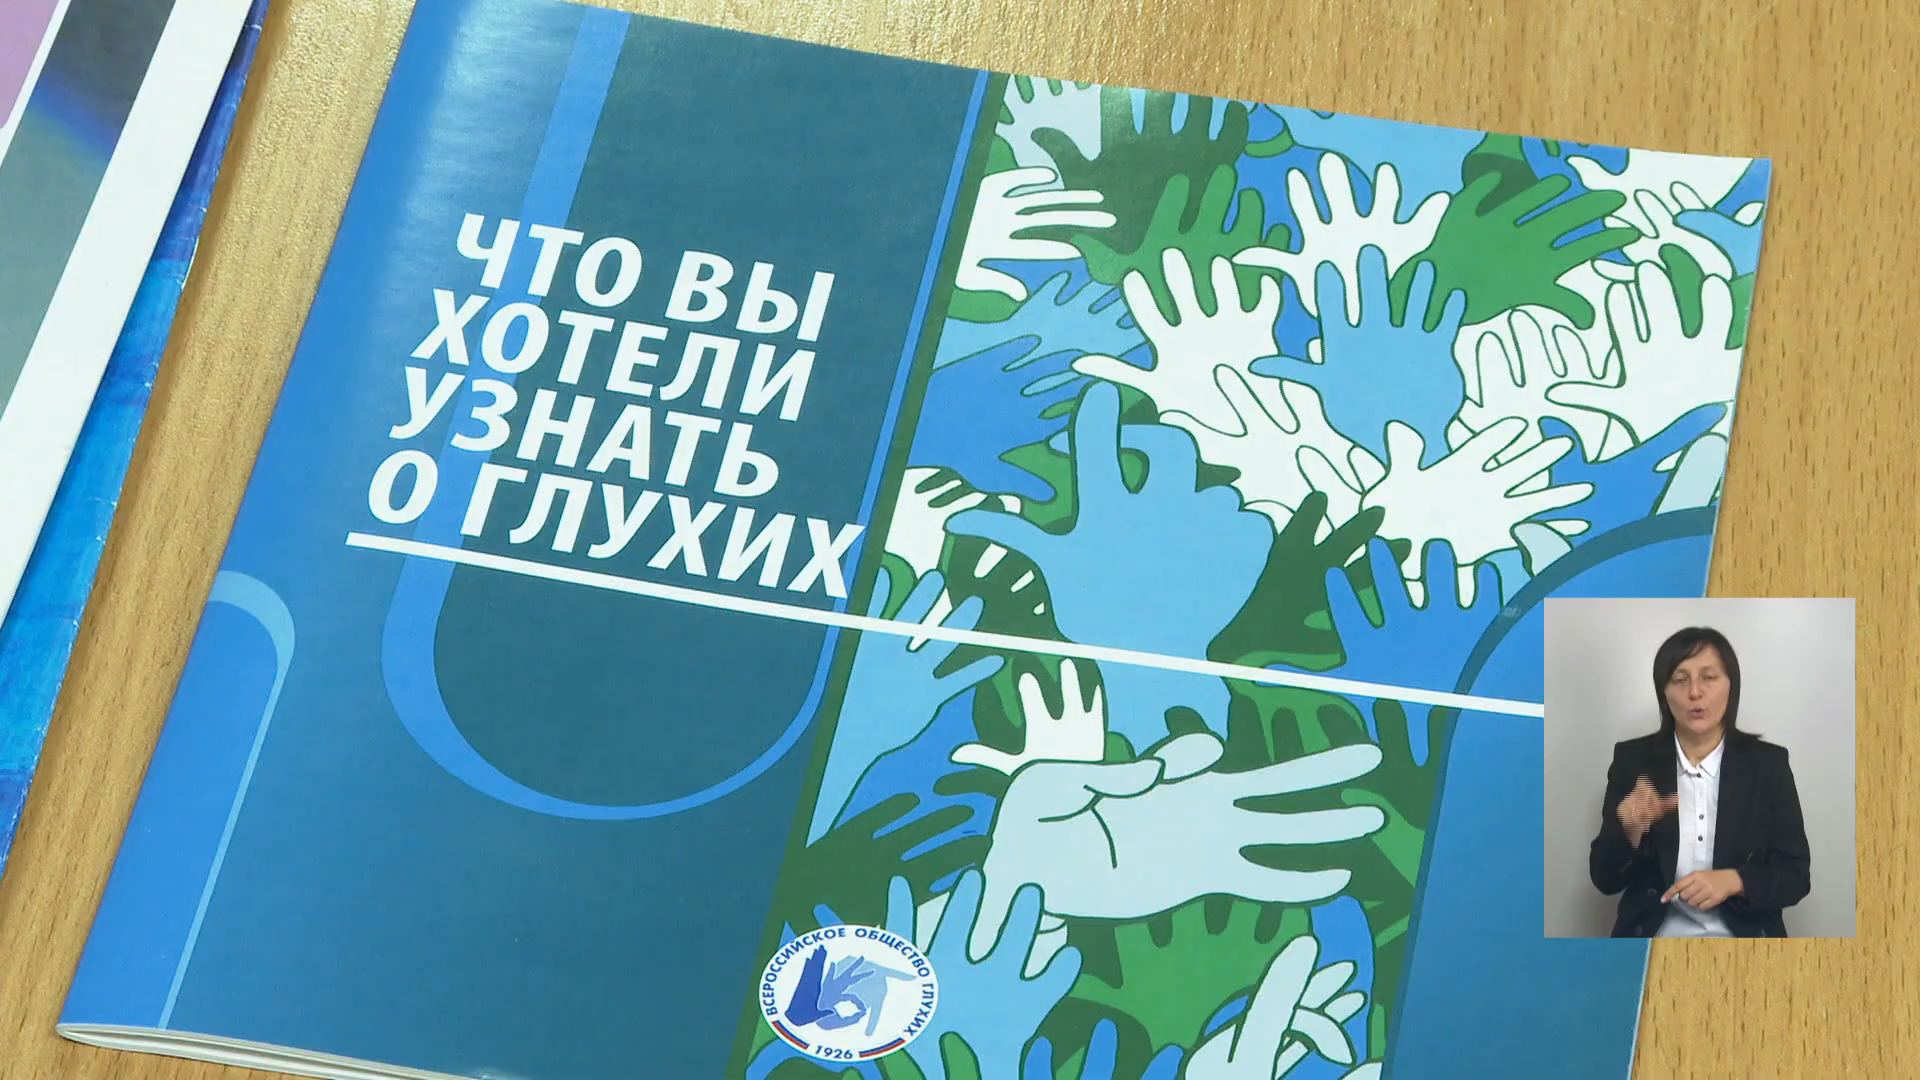 ЧТО ВЫ
ХОТЕЛИ
УЗНАТЬ
О ГЛУХИХ
ВСЕРОССИЙСКОЕ ОБЩЕСТВО ГЛУХИХ
1926